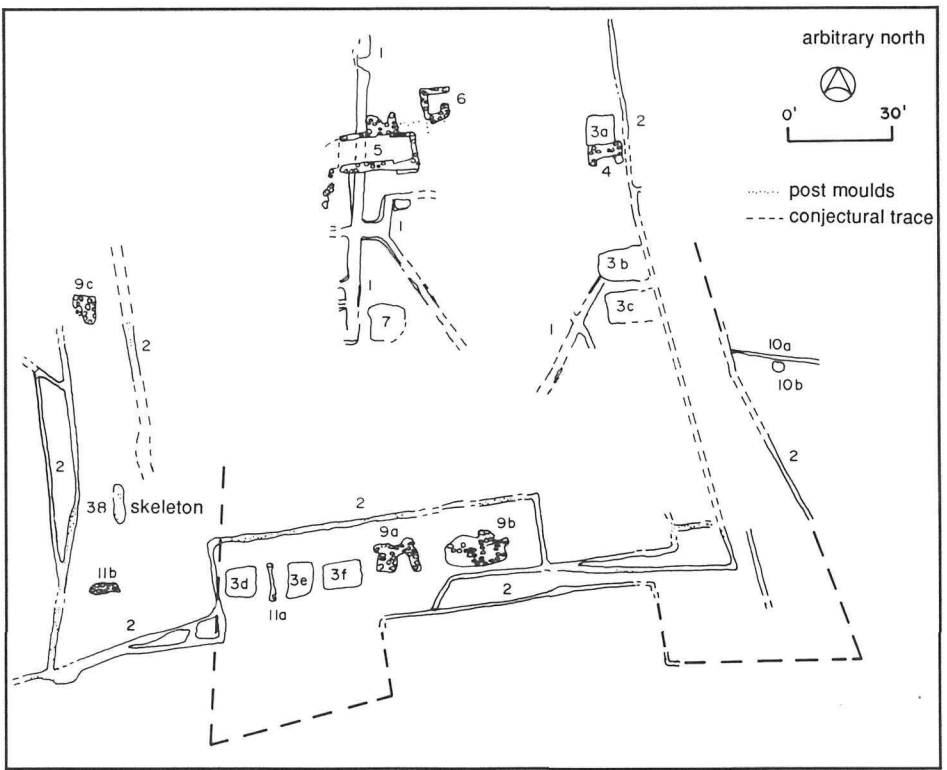 arbitrary north
0' 30'
post moulds
conjectural trace
1
6
2
3a
5
4
1
3b
9c
3c
1
7
1
10a
2
10b
2
2
38 skeleton
2
9a
9b
11b
3d
3e
3f
2
11a
2